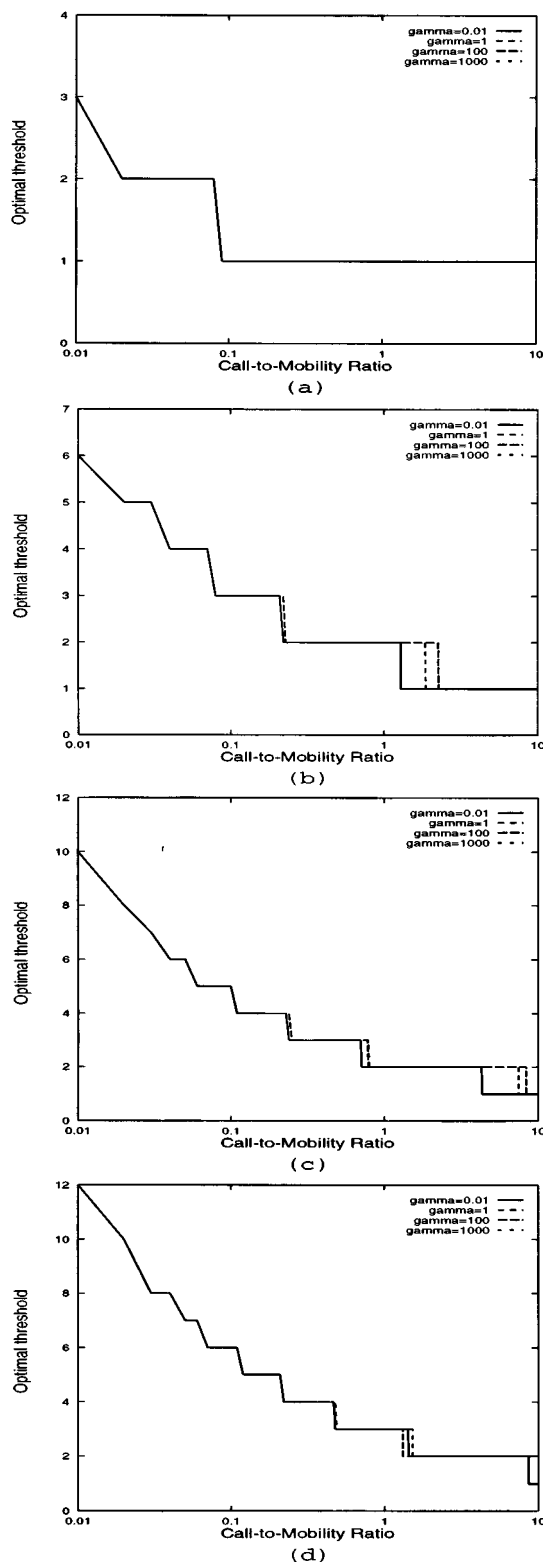 4
3
2
1
0
Optimal threshold
gamma=0.01
gamma=1
gamma=100
gamma=1000
0.01
0.1
1
10
Call-to-Mobility Ratio
(a)
7
6
5
4
3
2
1
0
Optimal threshold
gamma=0.01
gamma=1
gamma=100
gamma=1000
0.01
0.1
1
10
Call-to-Mobility Ratio
(b)
12
10
8
6
4
2
0
Optimal threshold
gamma=0.01
gamma=1
gamma=100
gamma=1000
0.01
0.1
1
10
Call-to-Mobility Ratio
(c)
12
10
8
6
4
2
0
Optimal threshold
gamma=0.01
gamma=1
gamma=100
gamma=1000
0.01
0.1
1
10
Call-to-Mobility Ratio
(d)